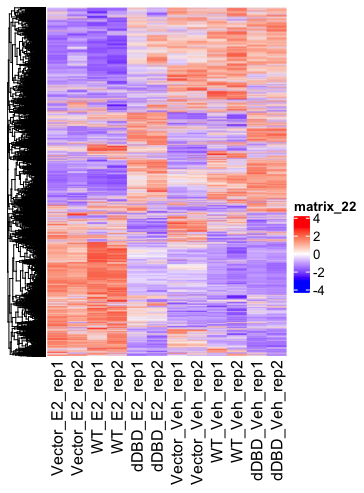 matrix_22
4
2
0
-2
-4
Vector_E2_rep1
Vector_E2_rep2
WT_E2_rep1
WT_E2_rep2
dDBD_E2_rep1
dDBD_E2_rep2
Vector_Veh_rep1
Vector_Veh_rep2
WT_Veh_rep1
WT_Veh_rep2
dDBD_Veh_rep1
dDBD_Veh_rep2